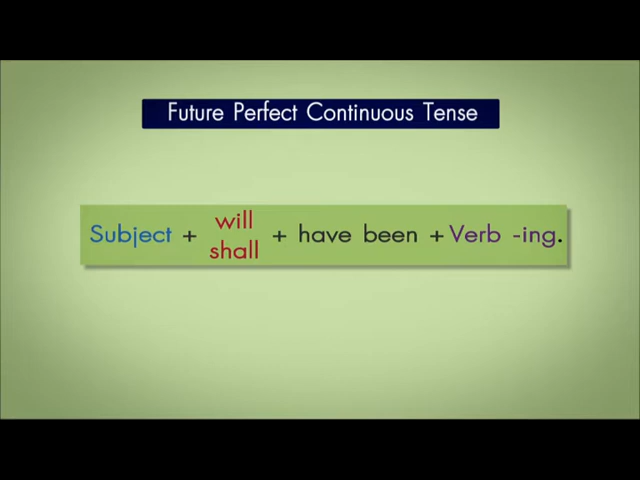 Future Perfect Continuous Tense
Subject + will shall + have been + Verb -ing.